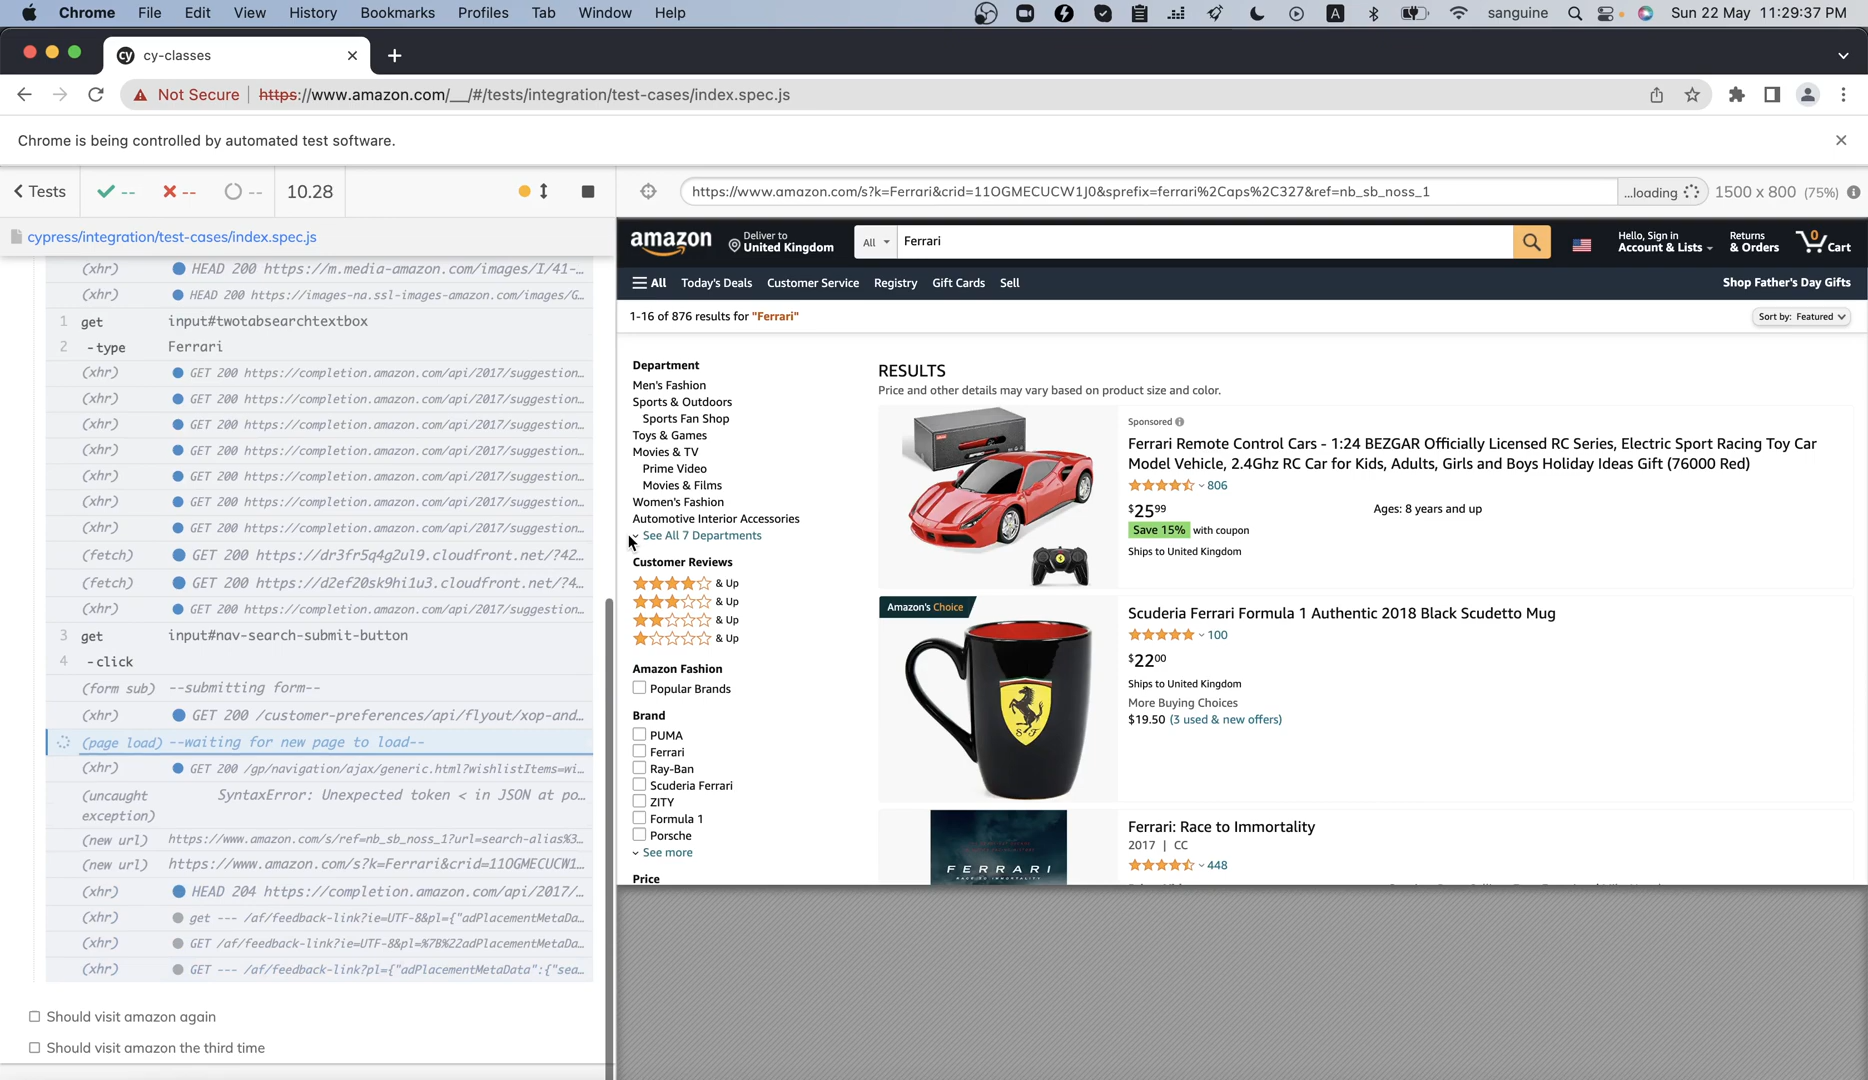 Chrome File Edit View History Bookmarks Profiles Tab Window Help
A sanguine Sun 22 May 11:29:37 PM
cy cy-classes
Not Secure https://www.amazon.com/__/#/tests/integration/test-cases/index.spec.js
Chrome is being controlled by automated test software.
Tests -- -- -- 10.28
https://www.amazon.com/s?k=Ferrari&crid=11OGMECUCW1J0&sprefix=ferrari%2Caps%2C327&ref=nb_sb_noss_1 ...loading 1500 x 800 (75%)
cypress/integration/test-cases/index.spec.js
(xhr) HEAD 200 https://m.media-amazon.com/images/I/41-...
(xhr) HEAD 200 https://images-na.ssl-images-amazon.com/images/G...
1 get input#twotabsearchtextbox
2 -type Ferrari
(xhr) GET 200 https://completion.amazon.com/api/2017/suggestion...
(xhr) GET 200 https://completion.amazon.com/api/2017/suggestion...
(xhr) GET 200 https://completion.amazon.com/api/2017/suggestion...
(xhr) GET 200 https://completion.amazon.com/api/2017/suggestion...
(xhr) GET 200 https://completion.amazon.com/api/2017/suggestion...
(xhr) GET 200 https://completion.amazon.com/api/2017/suggestion...
(xhr) GET 200 https://completion.amazon.com/api/2017/suggestion...
(fetch) GET 200 https://dr3fr5q4g2ul9.cloudfront.net/?42...
(fetch) GET 200 https://d2ef20sk9hi1u3.cloudfront.net/?4...
(xhr) GET 200 https://completion.amazon.com/api/2017/suggestion...
3 get input#nav-search-submit-button
4 -click
(form sub) --submitting form--
(xhr) GET 200 /customer-preferences/api/flyout/xop-and...
(page load) --waiting for new page to load--
(xhr) GET 200 /gp/navigation/ajax/generic.html?wishlistItems=wi...
(uncaught exception) SyntaxError: Unexpected token < in JSON at po...
(new url) https://www.amazon.com/s/ref=nb_sb_noss_1?url=search-alias%3...
(new url) https://www.amazon.com/s?k=Ferrari&crid=11OGMECUCW1...
(xhr) HEAD 204 https://completion.amazon.com/api/2017/...
(xhr) get --- /af/feedback-link?ie=UTF-8&pl={"adPlacementMetaDa...
(xhr) GET /af/feedback-link?ie=UTF-8&pl=%7B%22adPlacementMetaDa...
(xhr) GET --- /af/feedback-link?pl={"adPlacementMetaData":{"sea...
Should visit amazon again
Should visit amazon the third time
amazon Deliver to United Kingdom All Ferrari Hello, Sign in Account & Lists Returns & Orders 0 Cart
All Today's Deals Customer Service Registry Gift Cards Sell Shop Father's Day Gifts
1-16 of 876 results for "Ferrari" Sort by: Featured
Department
Men's Fashion
Sports & Outdoors
Sports Fan Shop
Toys & Games
Movies & TV
Prime Video
Movies & Films
Women's Fashion
Automotive Interior Accessories
See All 7 Departments
Customer Reviews
& Up
& Up
& Up
& Up
Amazon Fashion
Popular Brands
Brand
PUMA
Ferrari
Ray-Ban
Scuderia Ferrari
ZITY
Formula 1
Porsche
See more
Price
RESULTS
Price and other details may vary based on product size and color.
Sponsored
Ferrari Remote Control Cars - 1:24 BEZGAR Officially Licensed RC Series, Electric Sport Racing Toy Car
Model Vehicle, 2.4Ghz RC Car for Kids, Adults, Girls and Boys Holiday Ideas Gift (76000 Red)
806
$25.99 Ages: 8 years and up
Save 15% with coupon
Ships to United Kingdom
Amazon's Choice
Scuderia Ferrari Formula 1 Authentic 2018 Black Scudetto Mug
100
$22.00
Ships to United Kingdom
More Buying Choices
$19.50 (3 used & new offers)
S F
Ferrari: Race to Immortality
2017 | CC
448
FERRARI
RACE TO IMMORTALITY